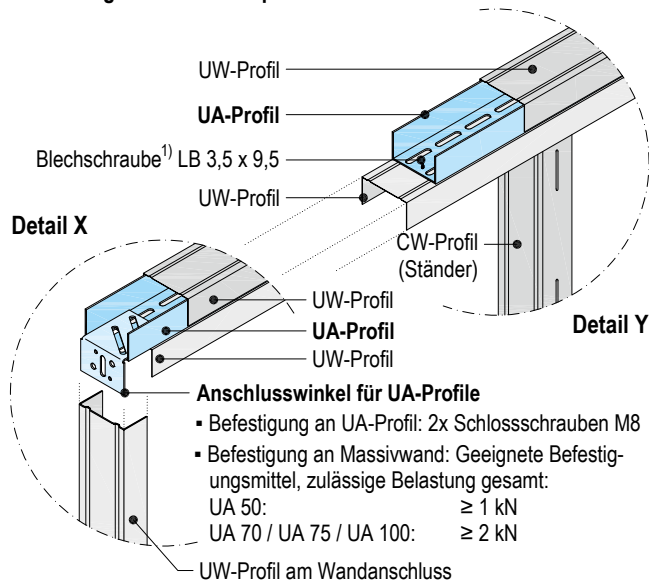 UW-Profil
UA-Profil
Blechschraube1) LB 3,5 x 9,5
UW-Profil
Detail X
CW-Profil
(Ständer)
UW-Profil
UA-Profil
Detail Y
UW-Profil
Anschlusswinkel für UA-Profile
▪ Befestigung an UA-Profil: 2x Schlossschrauben M8
▪ Befestigung an Massivwand: Geeignete Befestig-
ungsmittel, zulässige Belastung gesamt:
UA 50: ≥ 1 kN
UA 70 / UA 75 / UA 100: ≥ 2 kN
UW-Profil am Wandanschluss